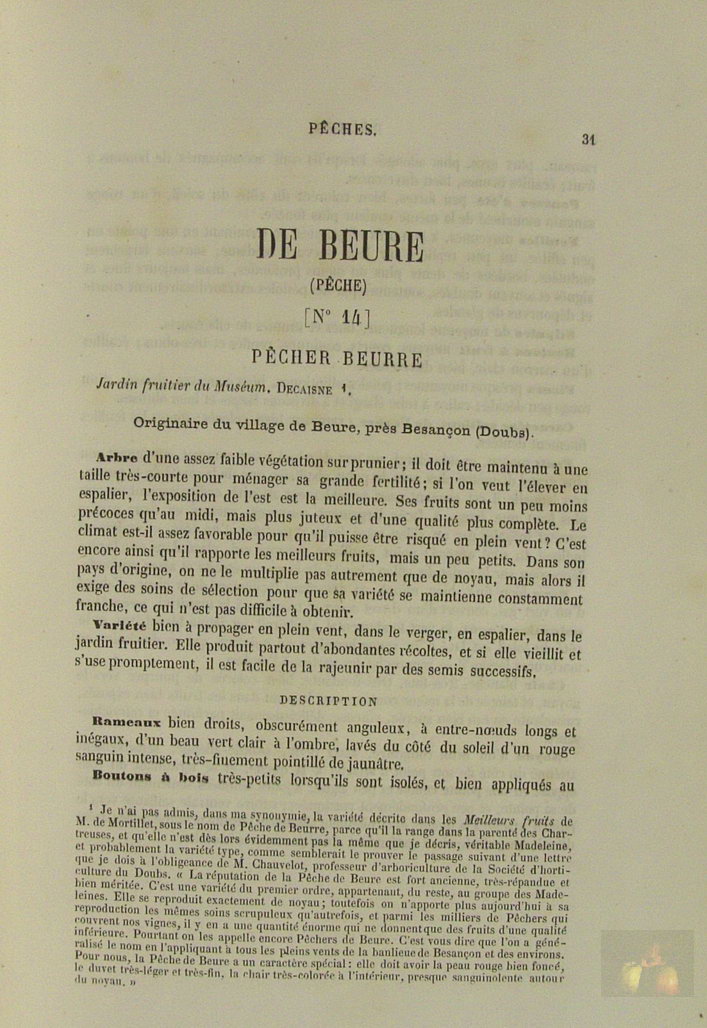 PÊCHES.
31
DE BEURE
(PÊCHE)
[N° 14]
PÊCHER BEURRE
Jardin fruitier du Muséum. DECAISNE ¹.
Originaire du village de Beure, près Besançon (Doubs).
Arbre d'une assez faible végétation sur prunier; il doit être maintenu à une
taille très-courte pour ménager sa grande fertilité; si l'on veut l'élever en
espalier, l'exposition de l'est est la meilleure. Ses fruits sont un peu moins
précoces qu'au midi, mais plus juteux et d'une qualité plus complète. Le
climat est-il assez favorable pour qu'il puisse être risqué en plein vent? C'est
encore ainsi qu'il rapporte les meilleurs fruits, mais un peu petits. Dans son
pays d'origine, on ne le multiplie pas autrement que de noyau, mais alors il
exige des soins de sélection pour que sa variété se maintienne constamment
franche, ce qui n'est pas difficile à obtenir.
Variété bien à propager en plein vent, dans le verger, en espalier, dans le
jardin fruitier. Elle produit partout d'abondantes récoltes, et si elle vieillit et
s'use promptement, il est facile de la rajeunir par des semis successifs.
DESCRIPTION
Rameaux bien droits, obscurément anguleux, à entre-nœuds longs et
inégaux, d'un beau vert clair à l'ombre, lavés du côté du soleil d'un rouge
sanguin intense, très-finement pointillé de jaunâtre.
Boutons à bois très-petits lorsqu'ils sont isolés, et bien appliqués au
¹ Je n'ai pas admis, dans ma synonymie, la variété décrite dans les Meilleurs fruits de
M. de Mortillet, sous le nom de Pêche de Beurre, parce qu'il la range dans la parenté des Char-
treuses, et qu'elle n'est dès lors évidemment pas la même que je décris, véritable Madeleine,
et probablement la variété type, comme semblerait le prouver le passage suivant d'une lettre
que je dois à l'obligeance de M. Chauvelot, professeur d'arboriculture de la Société d'horti-
culture du Doubs. « La réputation de la Pêche de Beure est fort ancienne, très-répandue et
bien méritée. C'est une variété du premier ordre, appartenant, du reste, au groupe des Made-
leines. Elle se reproduit exactement de noyau; toutefois on n'apporte plus aujourd'hui à sa
reproduction les mêmes soins scrupuleux qu'autrefois, et parmi les milliers de Pêchers qui
couvrent nos vignes, il y en a une quantité énorme qui ne donnent que des fruits d'une qualité
inférieure. Pourtant on les appelle encore Pêchers de Beure. C'est vous dire que l'on a géné-
ralisé le nom en l'appliquant à tous les pleins vents de la banlieue de Besançon et des environs.
Pour nous, la Pêche de Beure a un caractère spécial: elle doit avoir la peau rouge bien foncé,
le duvet très-léger et très-fin, la chair très-colorée à l'intérieur, presque sanguinolente autour
du noyau. »